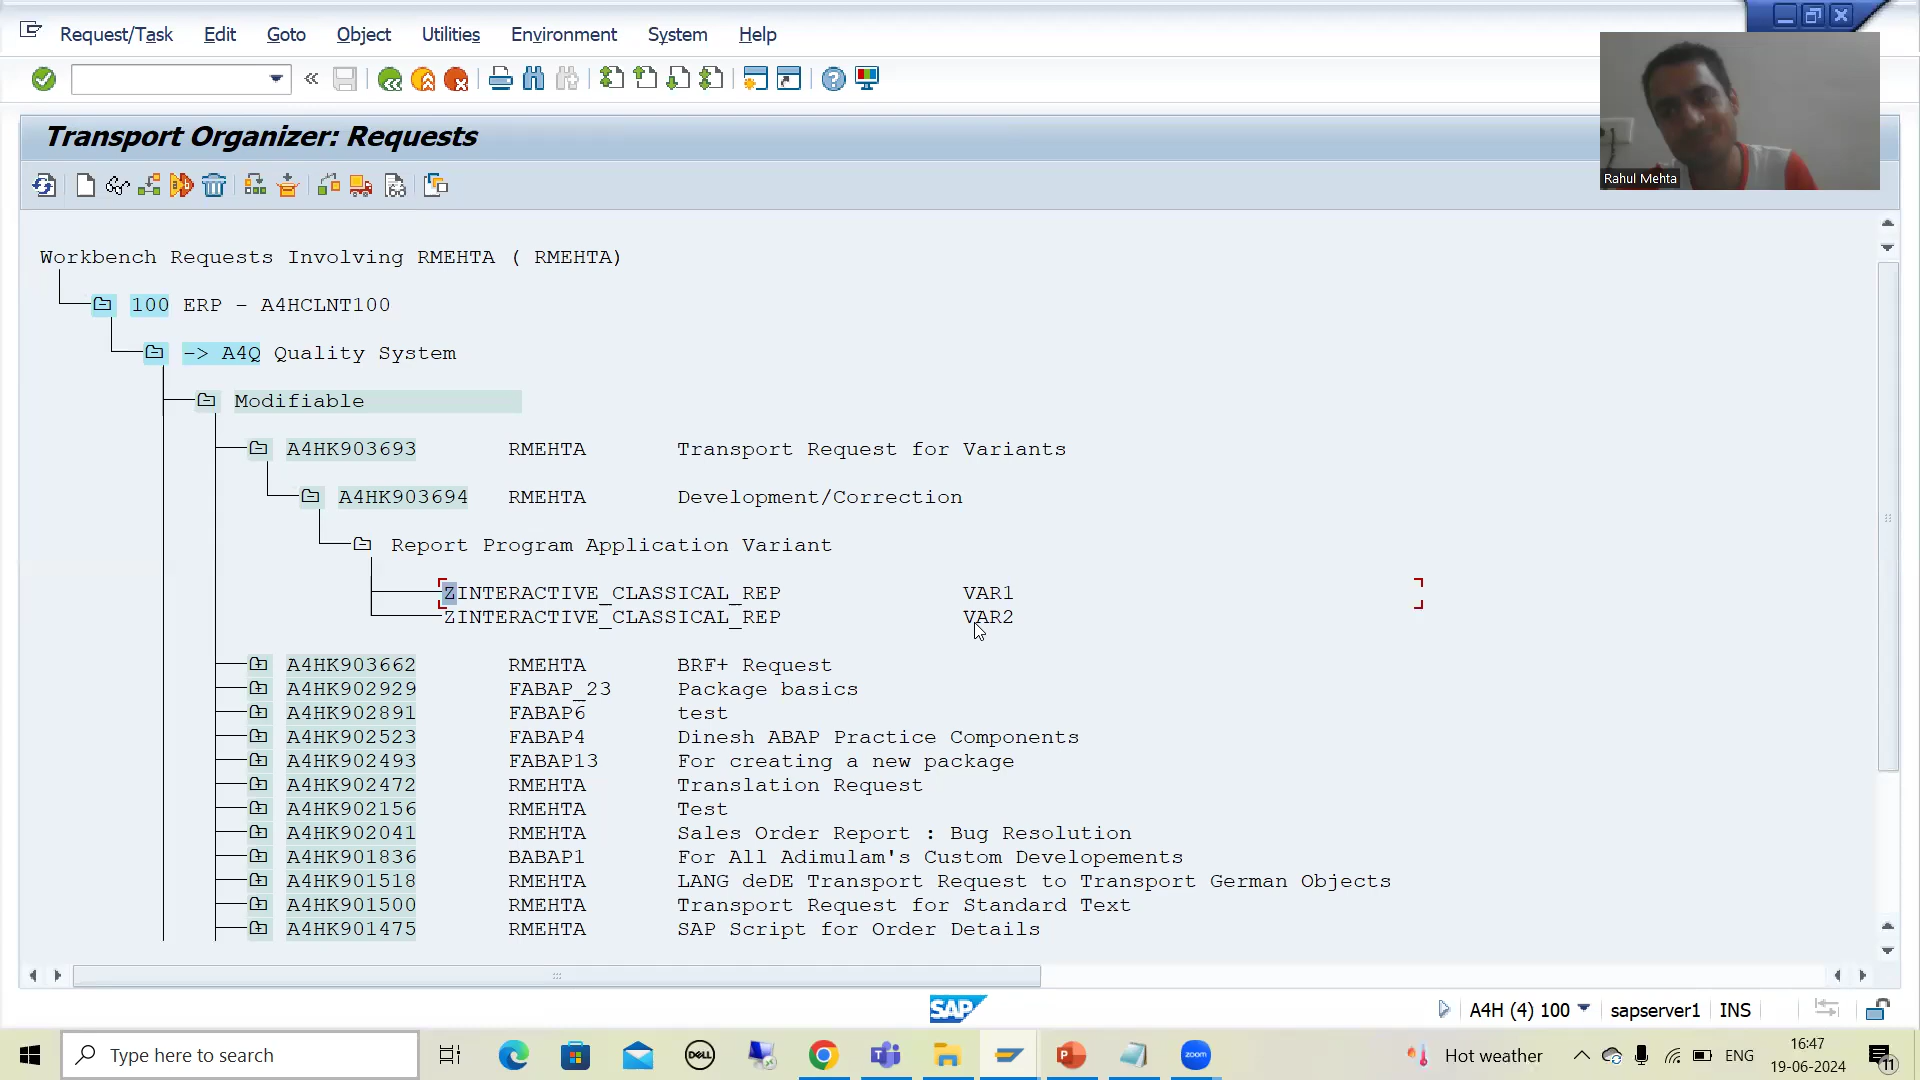 Request/Task Edit Goto Object Utilities Environment System Help
Rahul Mehta
Transport Organizer: Requests
Workbench Requests Involving RMEHTA ( RMEHTA)
100 ERP - A4HCLNT100
-> A4Q Quality System
Modifiable
A4HK903693 RMEHTA Transport Request for Variants
A4HK903694 RMEHTA Development/Correction
Report Program Application Variant
ZINTERACTIVE_CLASSICAL_REP VAR1
ZINTERACTIVE_CLASSICAL_REP VAR2
A4HK903662 RMEHTA BRF+ Request
A4HK902929 FABAP_23 Package basics
A4HK902891 FABAP6 test
A4HK902523 FABAP4 Dinesh ABAP Practice Components
A4HK902493 FABAP13 For creating a new package
A4HK902472 RMEHTA Translation Request
A4HK902156 RMEHTA Test
A4HK902041 RMEHTA Sales Order Report : Bug Resolution
A4HK901836 BABAP1 For All Adimulam's Custom Developements
A4HK901518 RMEHTA LANG deDE Transport Request to Transport German Objects
A4HK901500 RMEHTA Transport Request for Standard Text
A4HK901475 RMEHTA SAP Script for Order Details
SAP A4H (4) 100 sapserver1 INS
Type here to search DELL zoom Hot weather ENG 16:47
19-06-2024 11